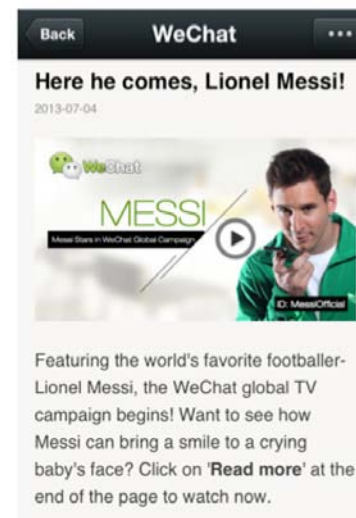 Back
WeChat
Here he comes, Lionel Messi!
2013-07-04
WeChat
MESSI
Messi Stars in WeChat Global Campaign
ID: MessiOfficial
Featuring the world's favorite footballer-
Lionel Messi, the WeChat global TV
campaign begins! Want to see how
Messi can bring a smile to a crying
baby's face? Click on 'Read more' at the
end of the page to watch now.